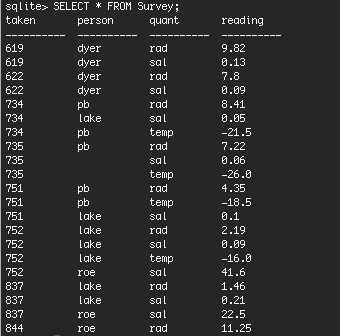 sqlite> SELECT * FROM Survey;
taken       person      quant       reading
----------  ----------  ----------  ----------
619         dyer        rad         9.82
619         dyer        sal         0.13
622         dyer        rad         7.8
622         dyer        sal         0.09
734         pb          rad         8.41
734         lake        sal         0.05
734         pb          temp        -21.5
735         pb          rad         7.22
735                     sal         0.06
735                     temp        -26.0
751         pb          rad         4.35
751         pb          temp        -18.5
751         lake        sal         0.1
752         lake        rad         2.19
752         lake        sal         0.09
752         lake        temp        -16.0
752         roe         sal         41.6
837         lake        rad         1.46
837         lake        sal         0.21
837         roe         sal         22.5
844         roe         rad         11.25